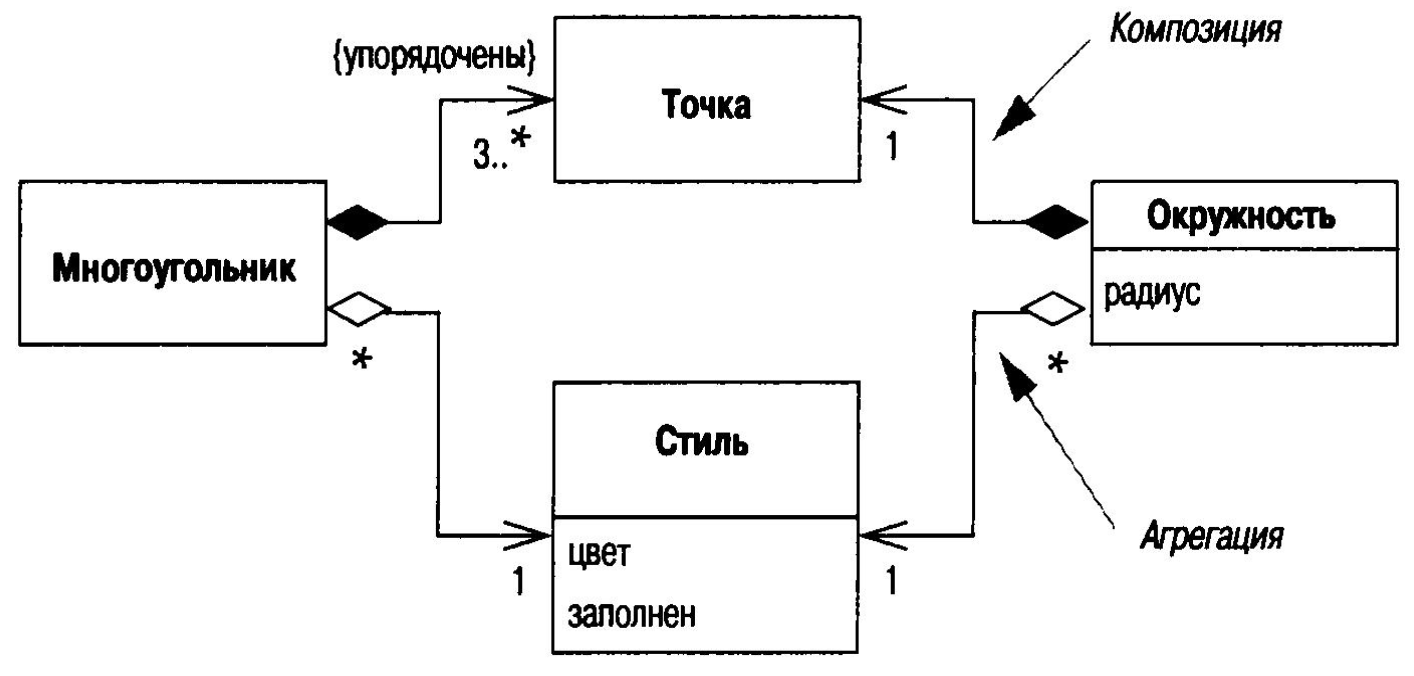 Композиция
{упорядочены}
Точка
3..*
1
Многоугольник
Окружность
радиус
*
*
Стиль
цвет
заполнен
1
1
Агрегация